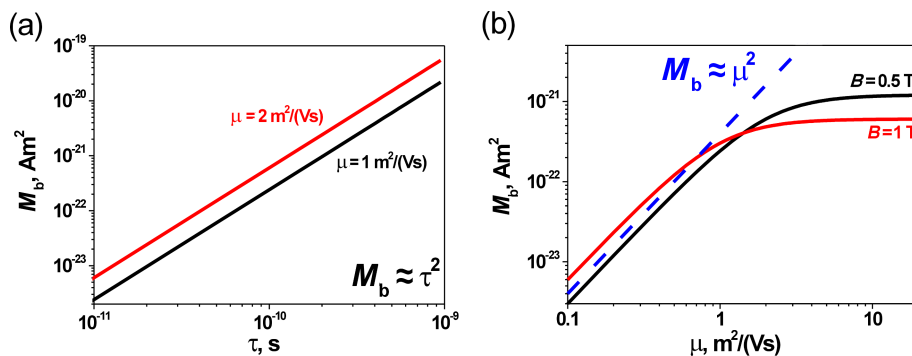 (a)
10⁻¹⁹
10⁻²⁰
10⁻²¹
10⁻²²
10⁻²³
M_b, Am²
μ = 2 m²/(Vs)
μ = 1 m²/(Vs)
M_b ≈ τ²
10⁻¹¹
10⁻¹⁰
10⁻⁹
τ, s
(b)
10⁻²¹
10⁻²²
10⁻²³
M_b, Am²
M_b ≈ μ²
B = 0.5 T
B = 1 T
0.1
1
10
μ, m²/(Vs)